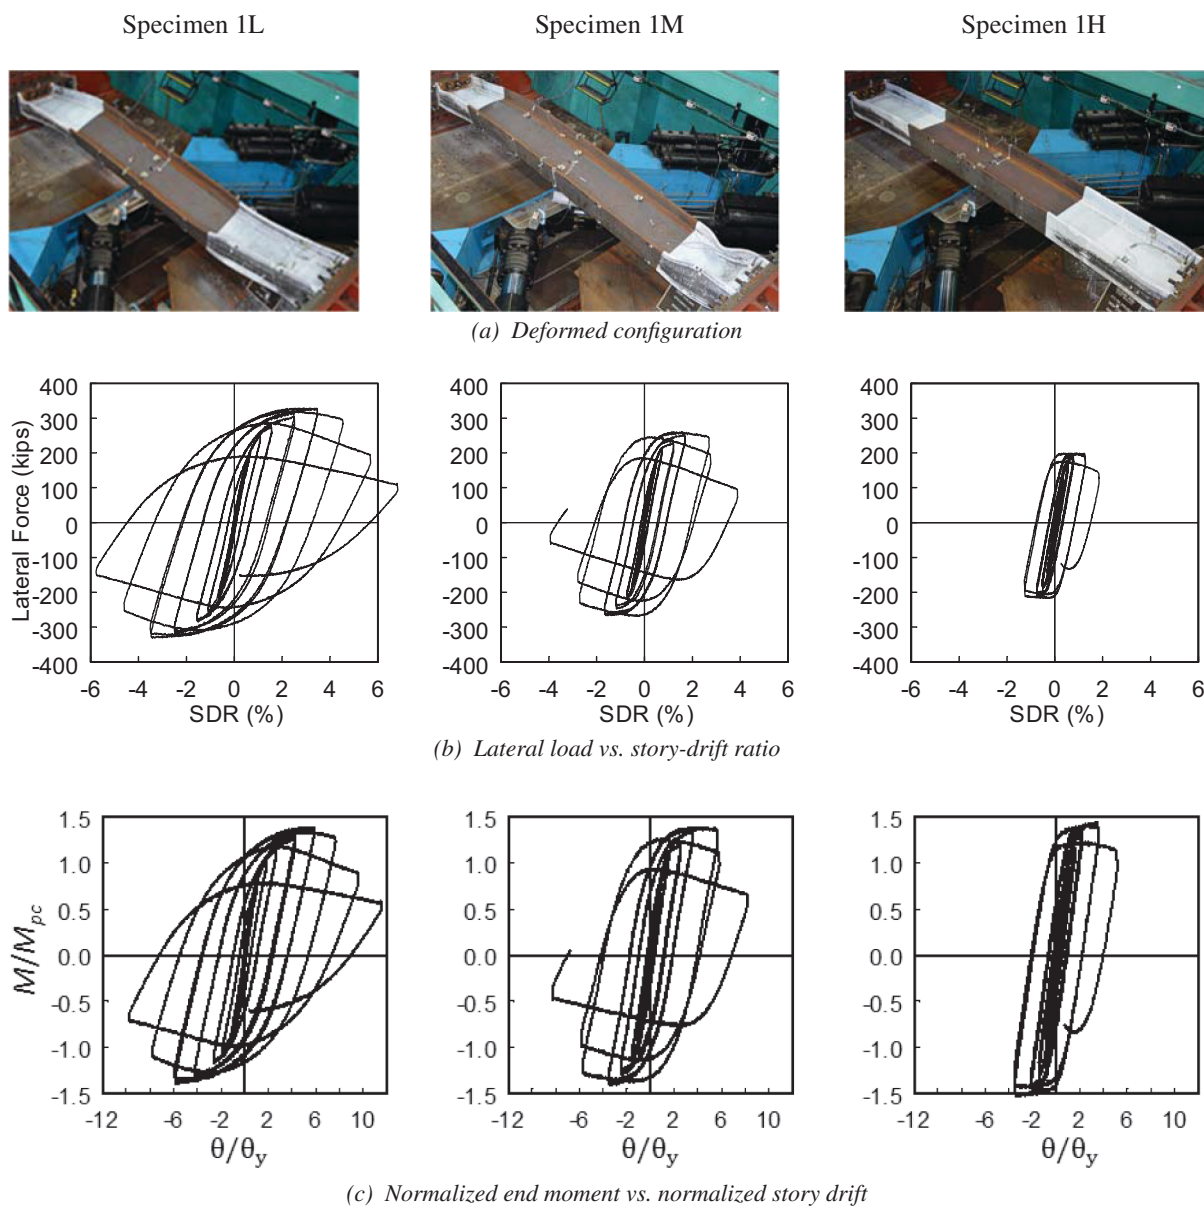 Specimen 1L Specimen 1M Specimen 1H
(a) Deformed configuration
400 400 400
300 300 300
200 200 200
100 100 100
0 0 0
-100 -100 -100
-200 -200 -200
-300 -300 -300
-400 -400 -400
Lateral Force (kips)
-6 -4 -2 0 2 4 6 -6 -4 -2 0 2 4 6 -6 -4 -2 0 2 4 6
SDR (%) SDR (%) SDR (%)
(b) Lateral load vs. story-drift ratio
1.5 1.5 1.5
1.0 1.0 1.0
0.5 0.5 0.5
0.0 0.0 0.0
-0.5 -0.5 -0.5
-1.0 -1.0 -1.0
-1.5 -1.5 -1.5
M/Mpc
-12 -6 -2 2 6 10 -12 -6 -2 2 6 10 -12 -6 -2 2 6 10
θ/θy θ/θy θ/θy
(c) Normalized end moment vs. normalized story drift